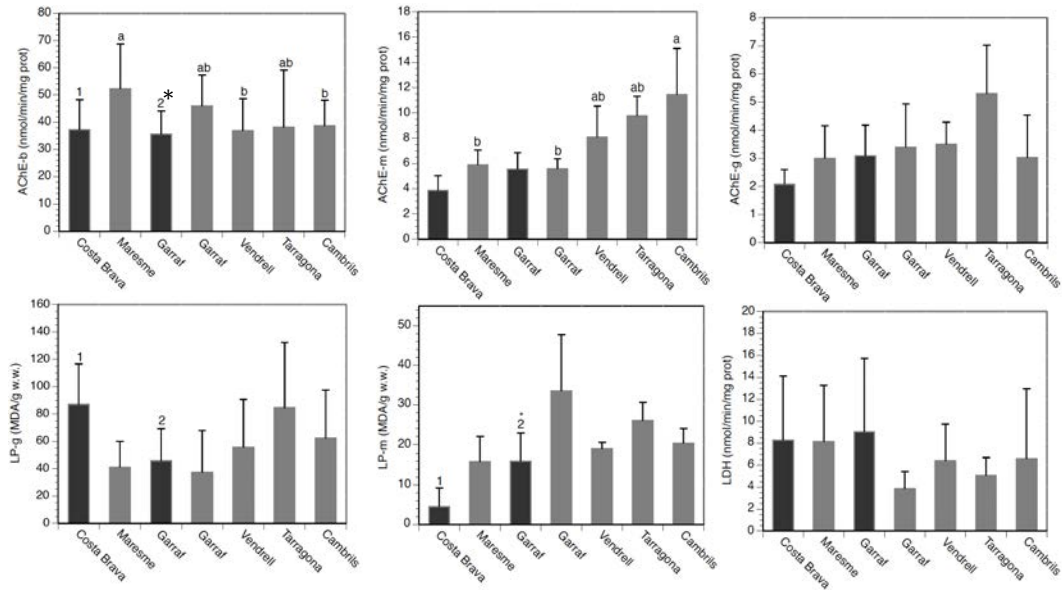 AChE-b (nmol/min/mg prot)
80
70
60
50
40
30
20
10
0
1
a
2*
ab
b
ab
b
Costa Brava
Maresme
Garraf
Garraf
Vendrell
Tarragona
Cambrils
AChE-m (nmol/min/mg prot)
18
16
14
12
10
8
6
4
2
0
b
b
ab
ab
a
Costa Brava
Maresme
Garraf
Garraf
Vendrell
Tarragona
Cambrils
AChE-g (nmol/min/mg prot)
8
7
6
5
4
3
2
1
0
Costa Brava
Maresme
Garraf
Garraf
Vendrell
Tarragona
Cambrils
LP-g (MDA/g w.w.)
160
140
120
100
80
60
40
20
0
1
2
Costa Brava
Maresme
Garraf
Garraf
Vendrell
Tarragona
Cambrils
LP-m (MDA/g w.w.)
50
40
30
20
10
0
1
*
2
Costa Brava
Maresme
Garraf
Garraf
Vendrell
Tarragona
Cambrils
LDH (nmol/min/mg prot)
20
18
16
14
12
10
8
6
4
2
0
Costa Brava
Maresme
Garraf
Garraf
Vendrell
Tarragona
Cambrils